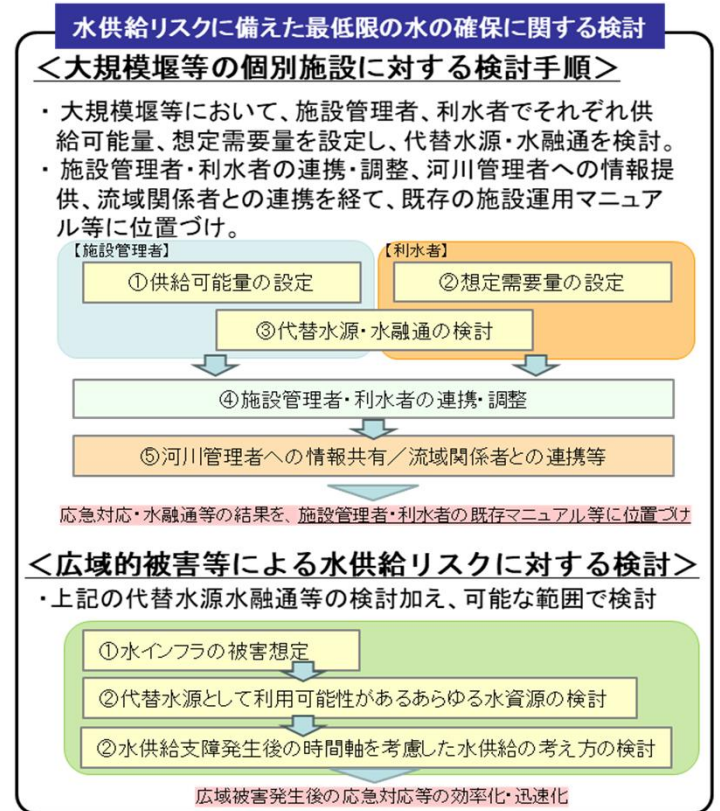 水供給リスクに備えた最低限の水の確保に関する検討
＜大規模堰等の個別施設に対する検討手順＞
・大規模堰等において、施設管理者、利水者でそれぞれ供
給可能量、想定需要量を設定し、代替水源・水融通を検討。
・施設管理者・利水者の連携・調整、河川管理者への情報提
供、流域関係者との連携を経て、既存の施設運用マニュア
ル等に位置づけ。
【施設管理者】
【利水者】
①供給可能量の設定
②想定需要量の設定
③代替水源・水融通の検討
④施設管理者・利水者の連携・調整
⑤河川管理者への情報共有／流域関係者との連携等
応急対応・水融通等の結果を、施設管理者・利水者の既存マニュアル等に位置づけ
＜広域的被害等による水供給リスクに対する検討＞
・上記の代替水源水融通等の検討加え、可能な範囲で検討
①水インフラの被害想定
②代替水源として利用可能性があるあらゆる水資源の検討
②水供給支障発生後の時間軸を考慮した水供給の考え方の検討
広域被害発生後の応急対応等の効率化・迅速化